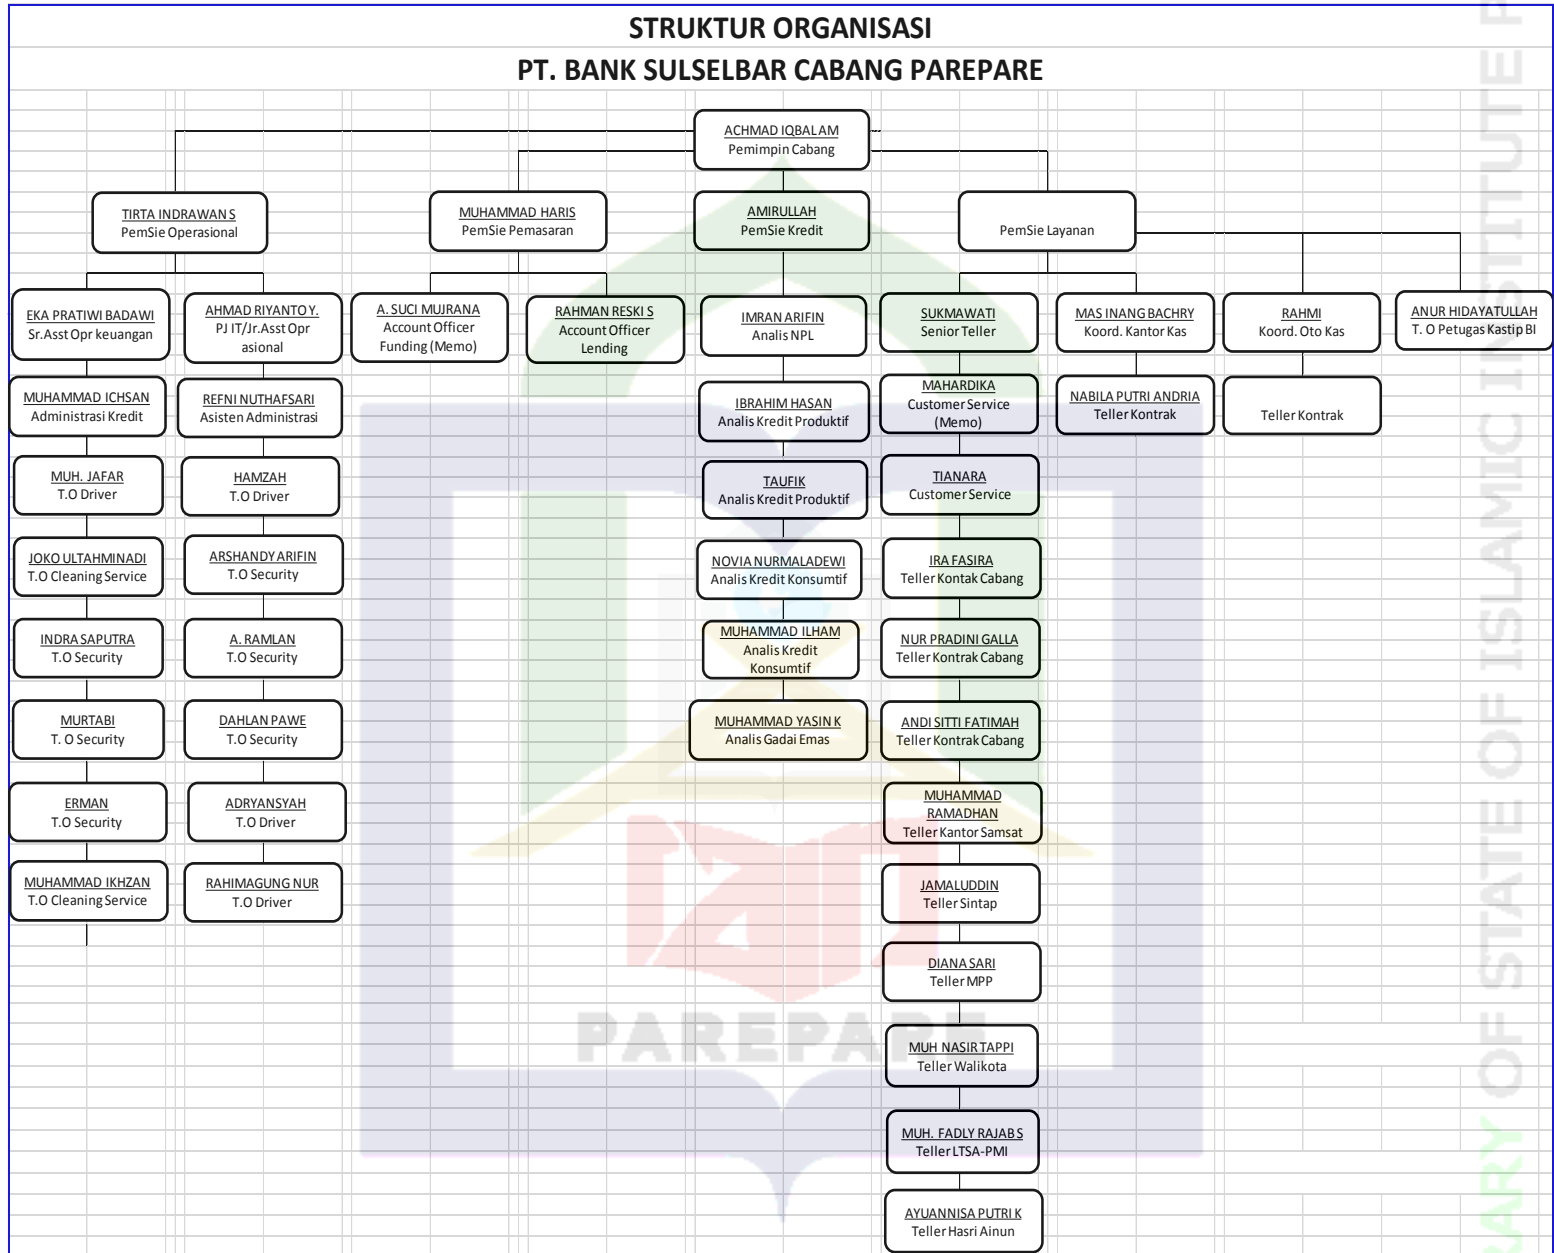 STRUKTUR ORGANISASI
PT. BANK SULSELBAR CABANG PAREPARE
ACHMAD IQBAL AM
Pemimpin Cabang
TIRTA INDRAWAN S
PemSie Operasional
MUHAMMAD HARIS
PemSie Pemasaran
AMIRULLAH
PemSie Kredit
PemSie Layanan
EKA PRATIWI BADAWI
Sr.Asst Opr keuangan
AHMAD RIYANTO Y.
PJ IT/Jr.Asst Opr
asional
A. SUCI MUJRANA
Account Officer
Funding (Memo)
RAHMAN RESKI S
Account Officer
Lending
IMRAN ARIFIN
Analis NPL
SUKMAWATI
Senior Teller
MAS INANG BACHRY
Koord. Kantor Kas
RAHMI
Koord. Oto Kas
ANUR HIDAYATULLAH
T. O Petugas Kastip BI
MUHAMMAD ICHSAN
Administrasi Kredit
REFNI NUTHAFSARI
Asisten Administrasi
IBRAHIM HASAN
Analis Kredit Produktif
MAHARDIKA
Customer Service
(Memo)
NABILA PUTRI ANDRIA
Teller Kontrak
Teller Kontrak
MUH. JAFAR
T.O Driver
HAMZAH
T.O Driver
TAUFIK
Analis Kredit Produktif
TIANARA
Customer Service
JOKO ULTAHMINADI
T.O Cleaning Service
ARSHANDY ARIFIN
T.O Security
NOVIA NURMALADEWI
Analis Kredit Konsumtif
IRA FASIRA
Teller Kontak Cabang
INDRA SAPUTRA
T.O Security
A. RAMLAN
T.O Security
MUHAMMAD ILHAM
Analis Kredit
Konsumtif
NUR PRADINI GALLA
Teller Kontrak Cabang
MURTABI
T. O Security
DAHLAN PAWE
T.O Security
MUHAMMAD YASIN K
Analis Gadai Emas
ANDI SITTI FATIMAH
Teller Kontrak Cabang
ERMAN
T.O Security
ADRYANSYAH
T.O Driver
MUHAMMAD
RAMADHAN
Teller Kantor Samsat
MUHAMMAD IKHZAN
T.O Cleaning Service
RAHIMAGUNG NUR
T.O Driver
JAMALUDDIN
Teller Sintap
DIANA SARI
Teller MPP
MUH NASIR TAPPI
Teller Walikota
MUH. FADLY RAJAB S
Teller LTSA-PMI
AYUANNISA PUTRI K
Teller Hasri Ainun
PAREPARE
OF STATE OF ISLAMIC INSTITUTE